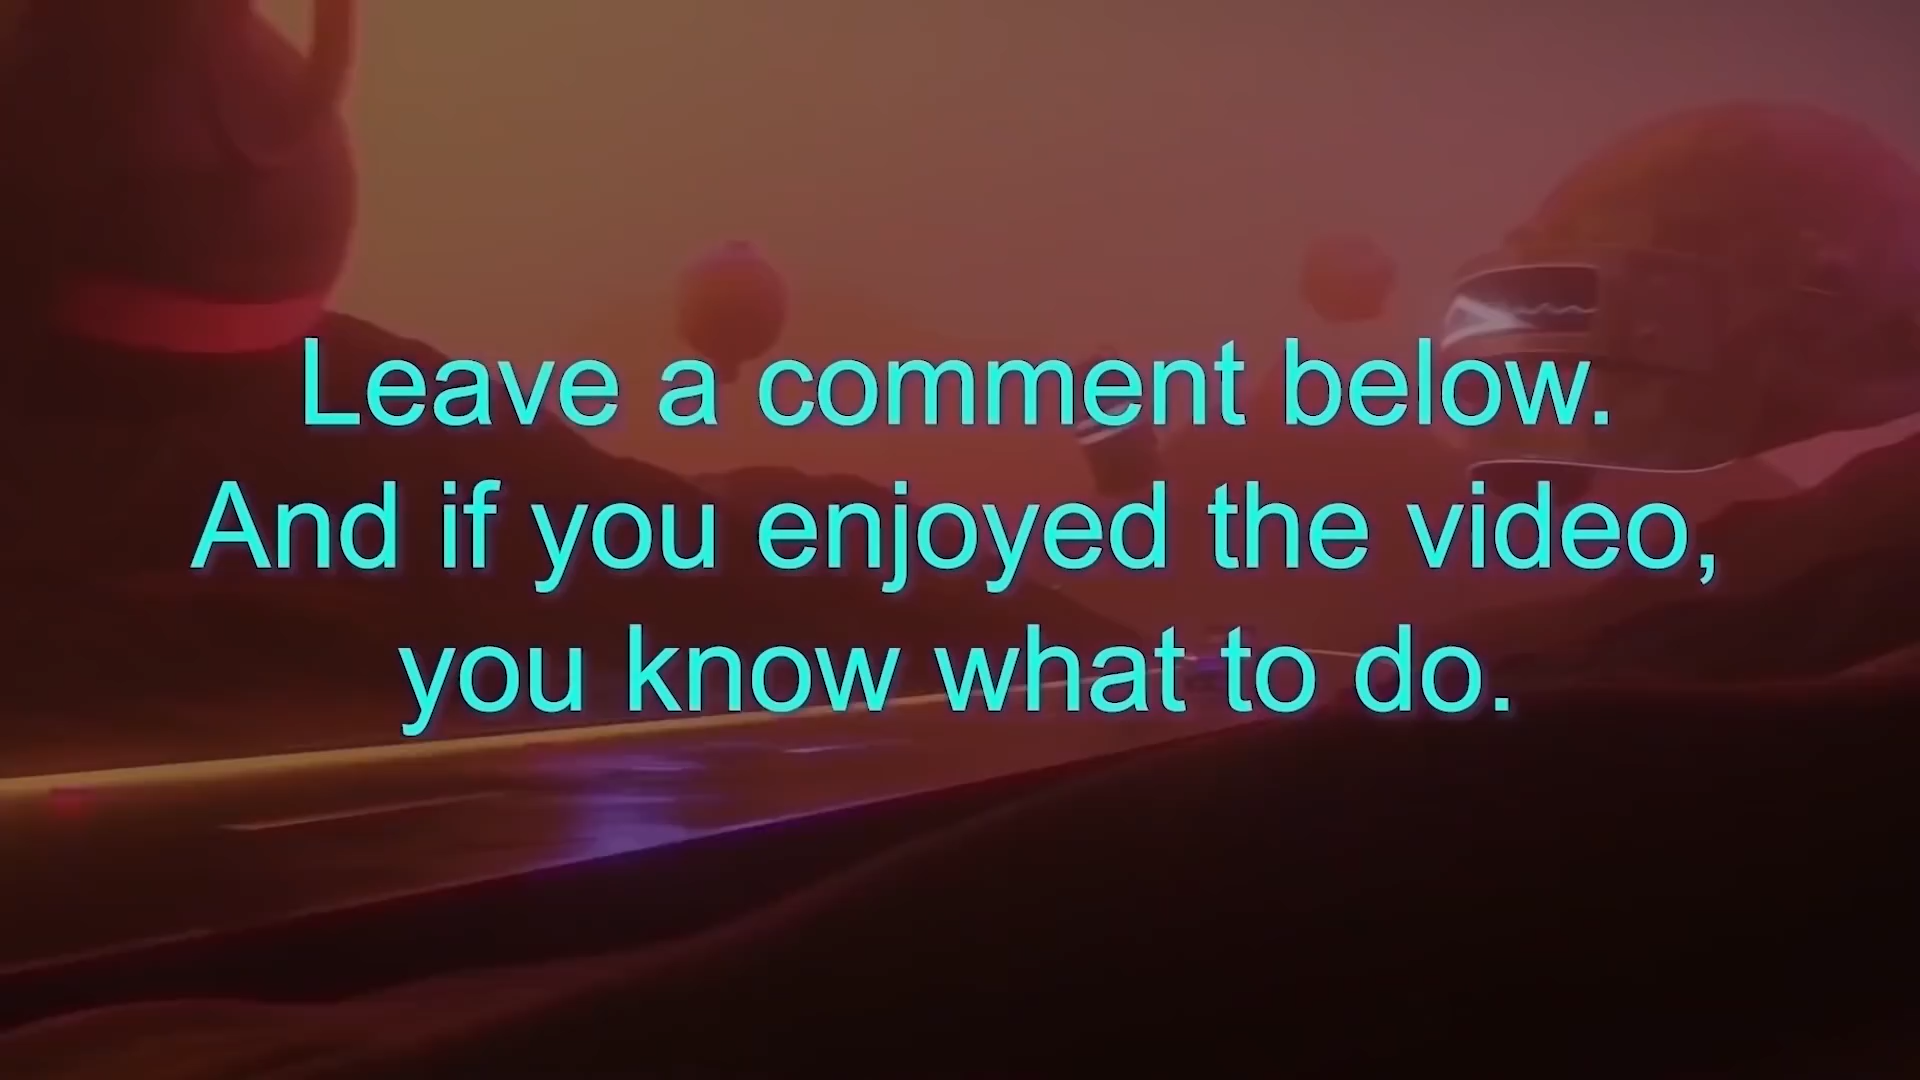 Leave a comment below.
And if you enjoyed the video,
you know what to do.